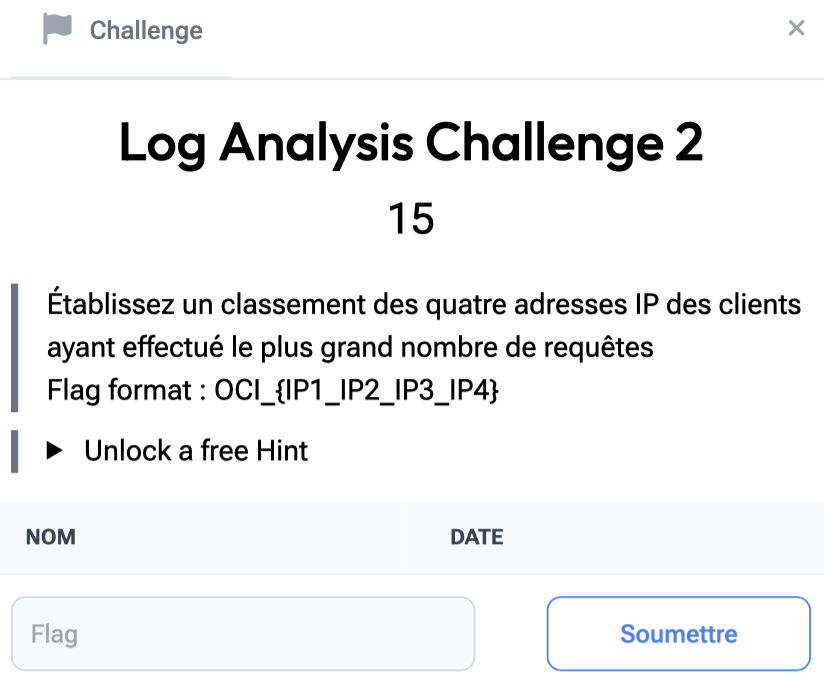 Challenge
×
Log Analysis Challenge 2
15
Établissez un classement des quatre adresses IP des clients
ayant effectué le plus grand nombre de requêtes
Flag format : OCI_{IP1_IP2_IP3_IP4}
Unlock a free Hint
NOM DATE
Flag Soumettre